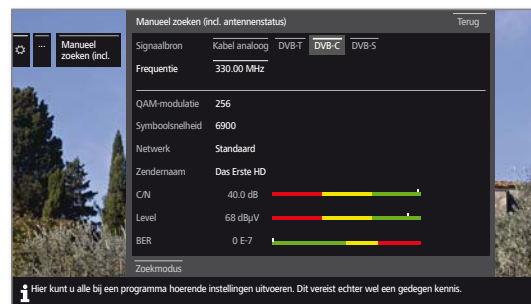 Manueel zoeken (incl. antennenstatus) Terug
... Manueel zoeken (incl.
Signaalbron Kabel analoog DVB-T DVB-C DVB-S
Frequentie 330.00 MHz
QAM-modulatie 256
Symboolsnelheid 6900
Netwerk Standaard
Zendernaam Das Erste HD
C/N 40.0 dB
Level 68 dBµV
BER 0 E-7
Zoekmodus
i Hier kunt u alle bij een programma hoerende instellingen uitvoeren. Dit vereist echter wel een gedegen kennis.